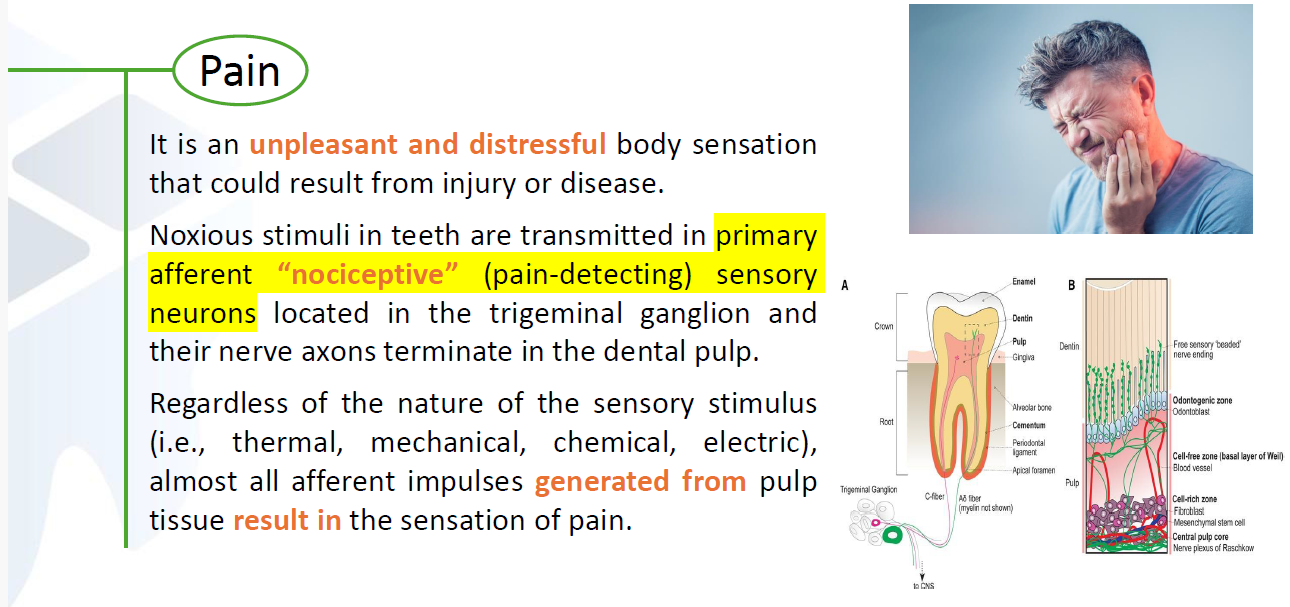 Pain
It is an unpleasant and distressful body sensation
that could result from injury or disease.
Noxious stimuli in teeth are transmitted in primary
afferent “nociceptive” (pain-detecting) sensory
neurons located in the trigeminal ganglion and
their nerve axons terminate in the dental pulp.
Regardless of the nature of the sensory stimulus
(i.e., thermal, mechanical, chemical, electric),
almost all afferent impulses generated from pulp
tissue result in the sensation of pain.
A
Enamel
Crown
Dentin
Pulp
Gingiva
Root
Alveolar bone
Cementum
Periodontal
ligament
Apical foramen
Trigeminal Ganglion
C-fiber
Aδ fiber
(myelin not shown)
to CNS
B
Dentin
Free sensory 'beaded'
nerve ending
Odontogenic zone
Odontoblast
Cell-free zone (basal layer of Weil)
Blood vessel
Pulp
Cell-rich zone
Fibroblast
Mesenchymal stem cell
Central pulp core
Nerve plexus of Raschkow